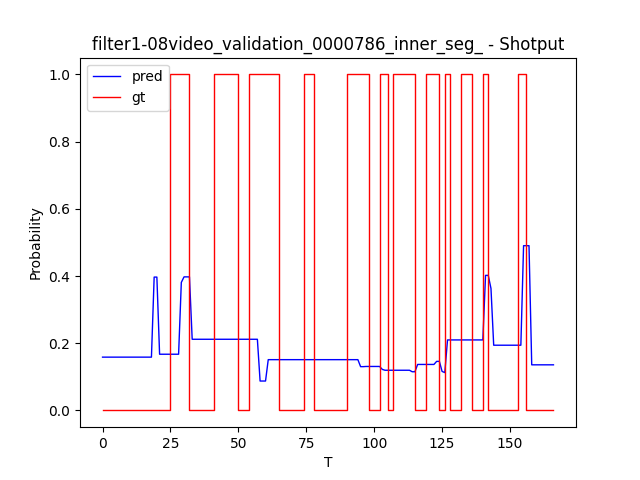 filter1-08video_validation_0000786_inner_seg_ - Shotput
pred
gt
1.0
0.8
0.6
0.4
0.2
0.0
Probability
0 25 50 75 100 125 150
T